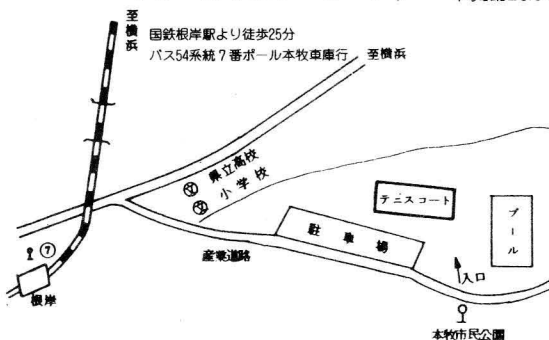 至横浜
国鉄根岸駅より徒歩25分
バス54系統7番ポール本牧車庫行
至横浜
県立高校
小学校
テニスコート
プール
駐車場
産業道路
⑦
入口
根岸
本牧市民公園